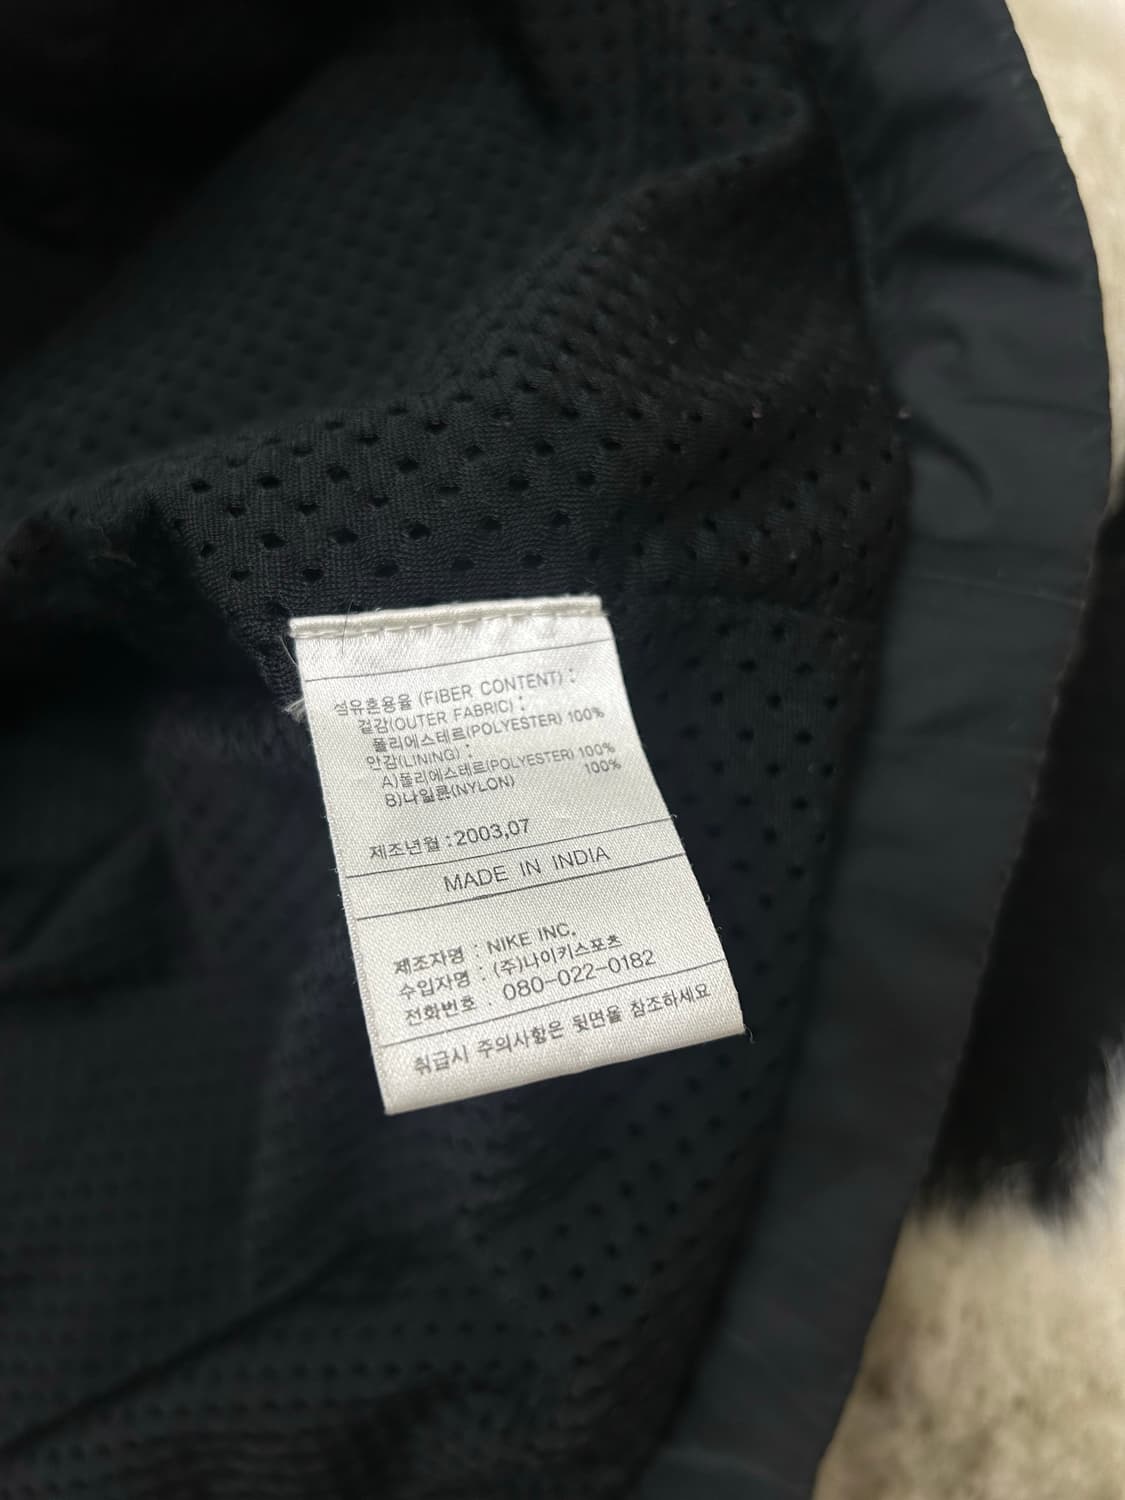 섬유혼용율 (FIBER CONTENT) :
겉감(OUTER FABRIC) :
폴리에스테르(POLYESTER) 100%
안감(LINING) :
A)폴리에스테르(POLYESTER) 100%
B)나일론(NYLON) 100%
제조년월 : 2003,07
MADE IN INDIA
제조자명 : NIKE INC.
수입자명 : (주)나이키스포츠
전화번호 : 080-022-0182
취급시 주의사항은 뒷면을 참조하세요